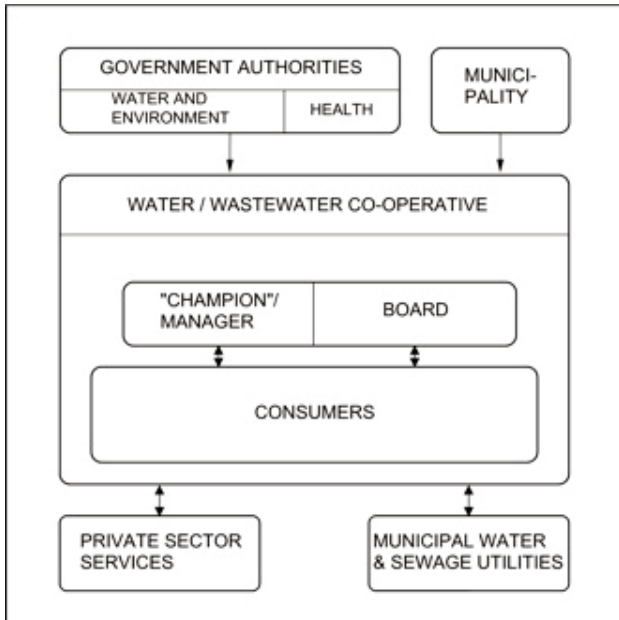 GOVERNMENT AUTHORITIES
WATER AND
ENVIRONMENT
HEALTH
MUNICI-
PALITY
WATER / WASTEWATER CO-OPERATIVE
"CHAMPION"/
MANAGER
BOARD
CONSUMERS
PRIVATE SECTOR
SERVICES
MUNICIPAL WATER
& SEWAGE UTILITIES